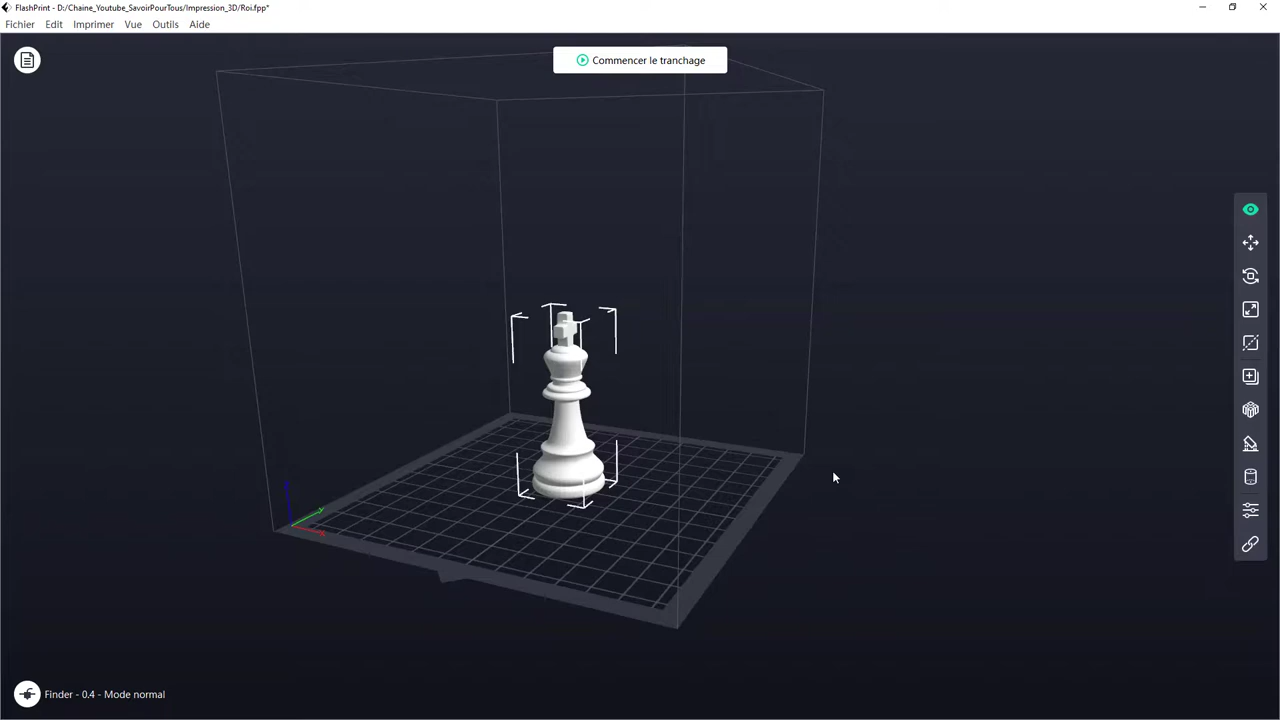 FlashPrint - D:/Chaine_Youtube_SavoirPourTous/Impression_3D/Roi.fpp*
Fichier Edit Imprimer Vue Outils Aide
Commencer le tranchage
Finder - 0.4 - Mode normal